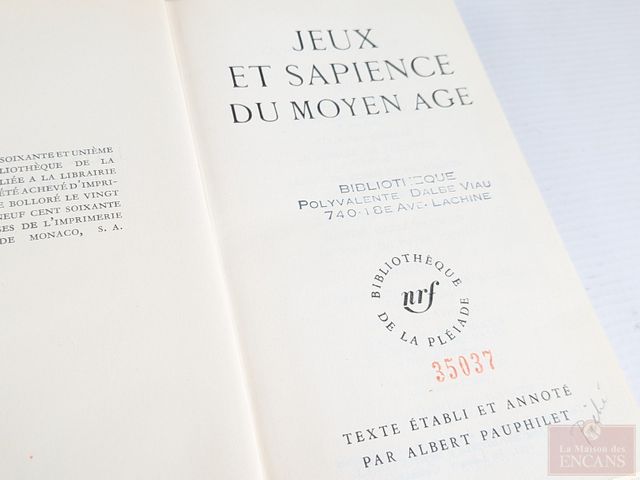 SOIXANTE ET UNIÈME
BLIOTHÈQUE DE LA
LIÉE A LA LIBRAIRIE
ÉTÉ ACHEVÉ D'IMPRI-
E BOLLORÉ LE VINGT
NEUF CENT SOIXANTE
SES DE L'IMPRIMERIE
DE MONACO, S. A.
JEUX
ET SAPIENCE
DU MOYEN AGE
BIBLIOTHEQUE
POLYVALENTE DALBE VIAU
740-18E AVE. LACHINE
BIBLIOTHÈQUE
nrf
DE LA PLÉIADE
35037
TEXTE ÉTABLI ET ANNOTÉ
PAR ALBERT PAUPHILET
La Maison des
ENCANS